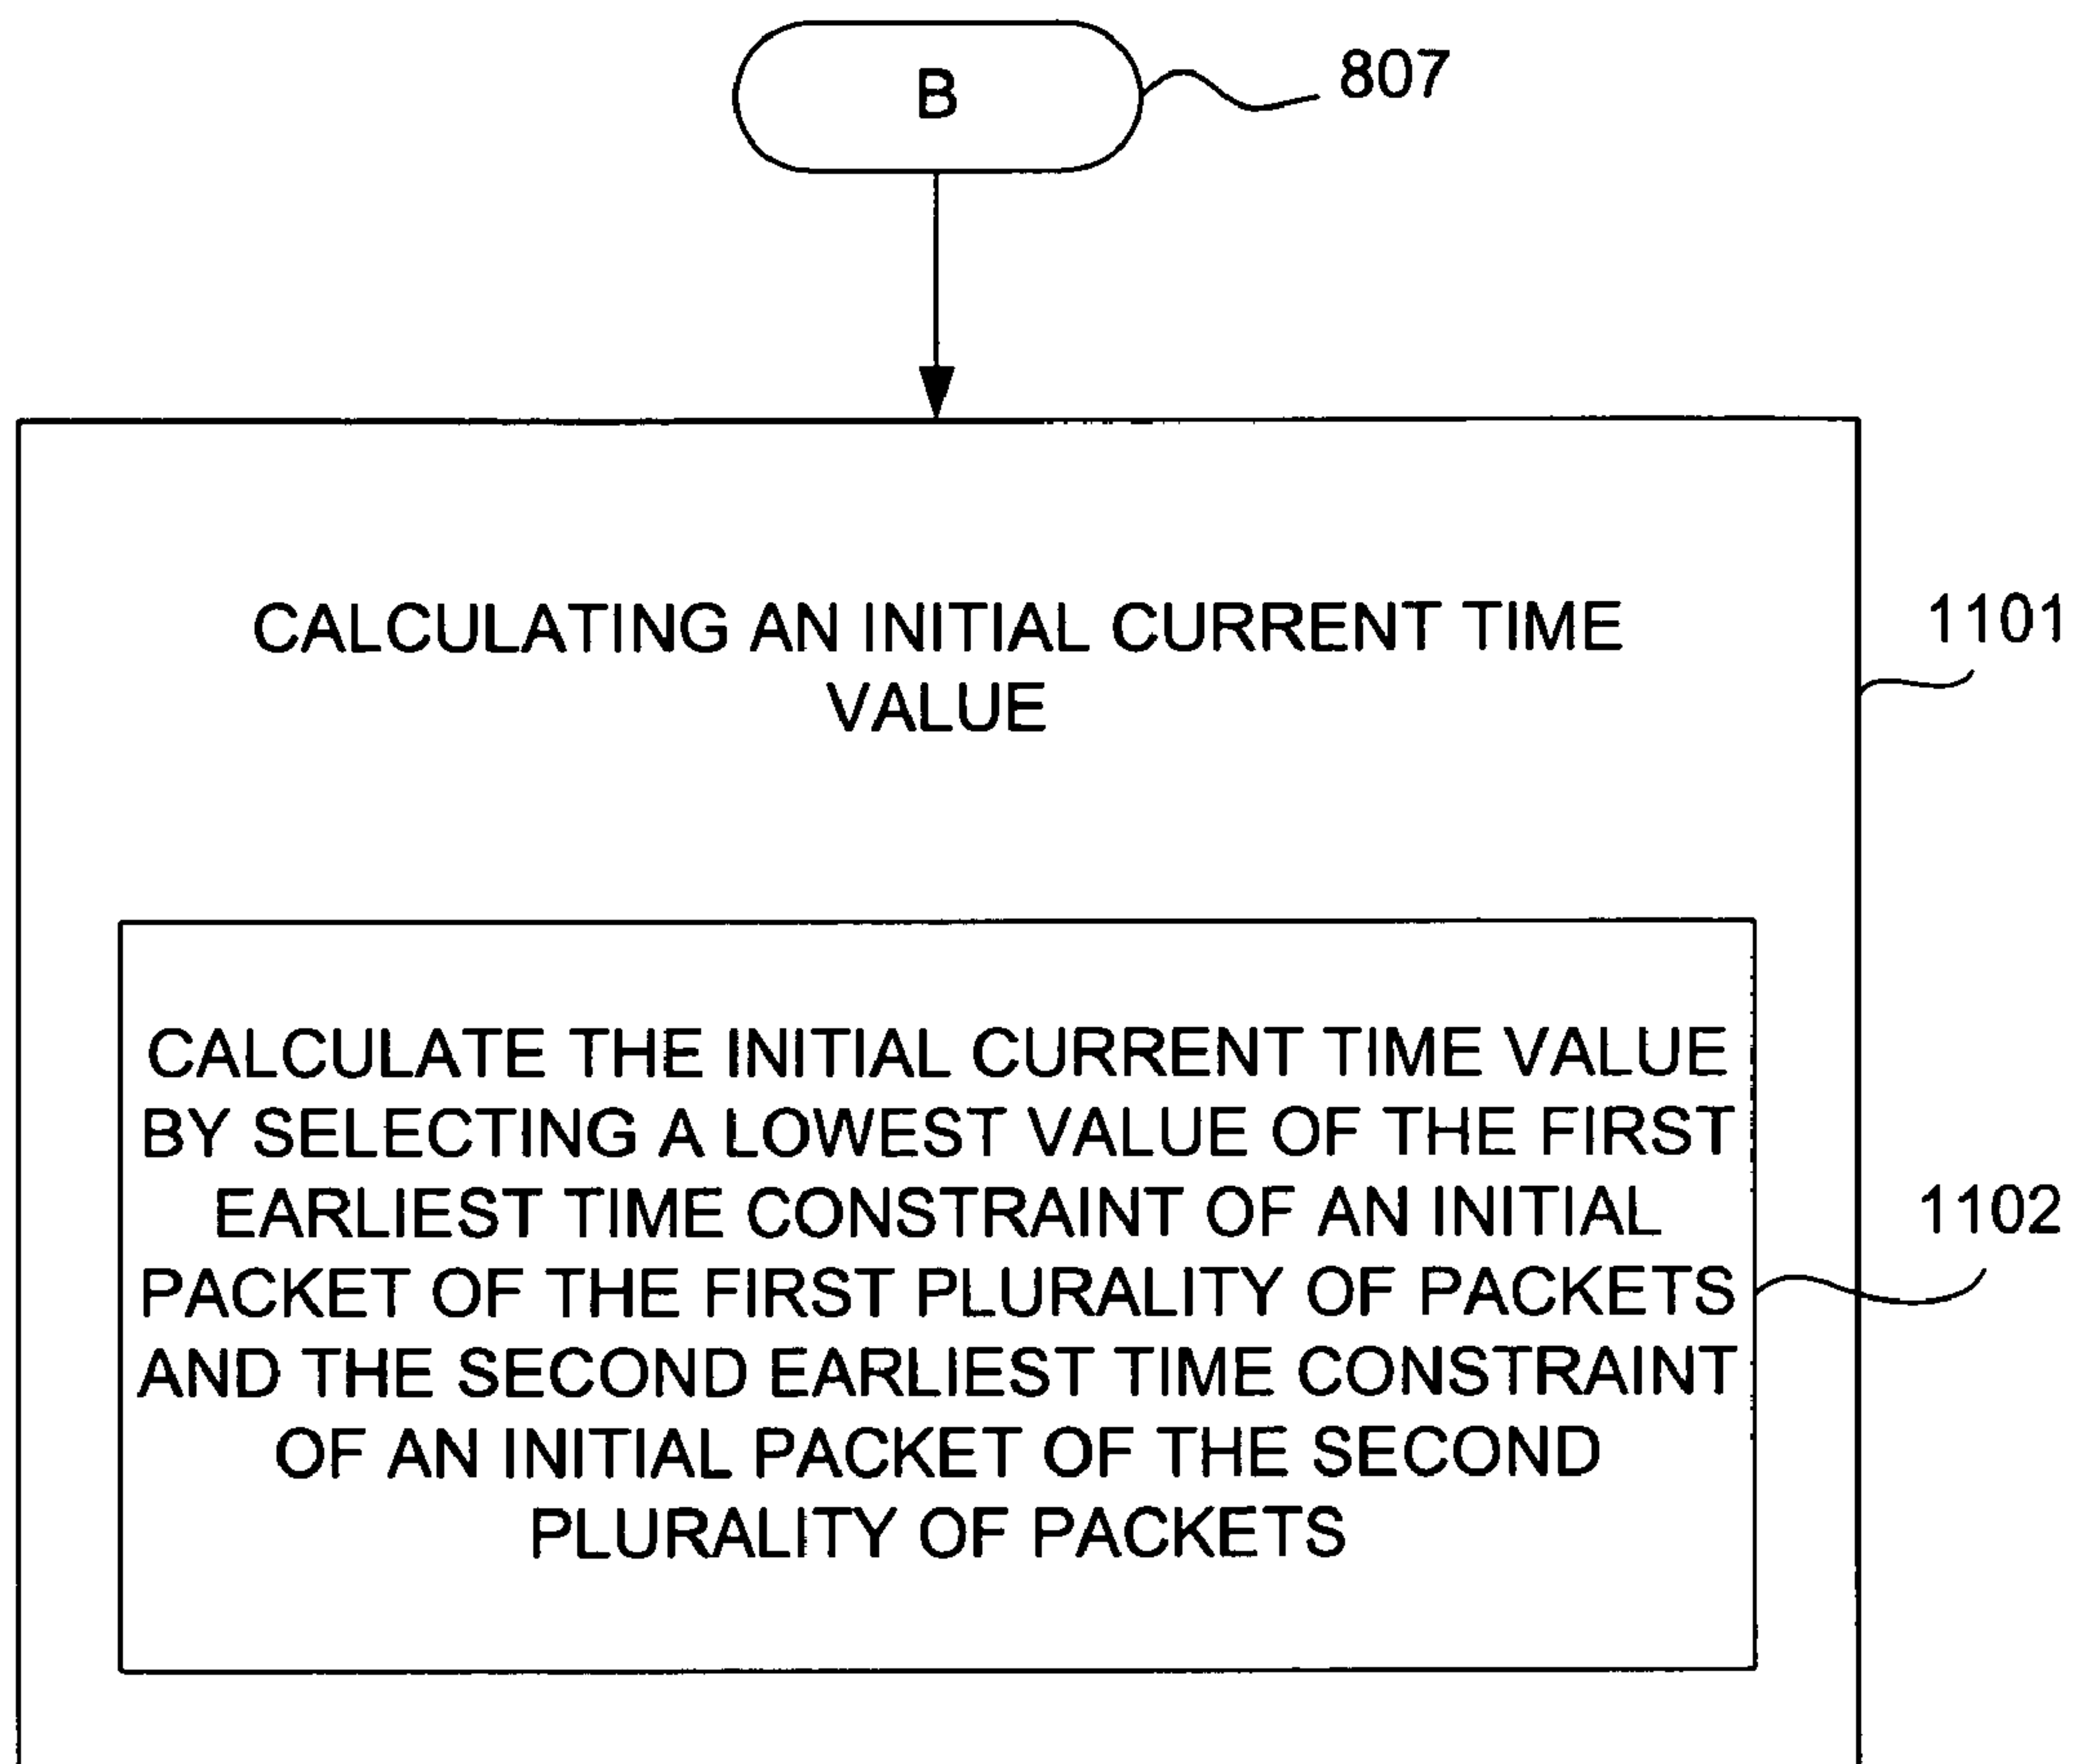 B
807
CALCULATING AN INITIAL CURRENT TIME
VALUE
1101
CALCULATE THE INITIAL CURRENT TIME VALUE
BY SELECTING A LOWEST VALUE OF THE FIRST
EARLIEST TIME CONSTRAINT OF AN INITIAL
PACKET OF THE FIRST PLURALITY OF PACKETS
AND THE SECOND EARLIEST TIME CONSTRAINT
OF AN INITIAL PACKET OF THE SECOND
PLURALITY OF PACKETS
1102